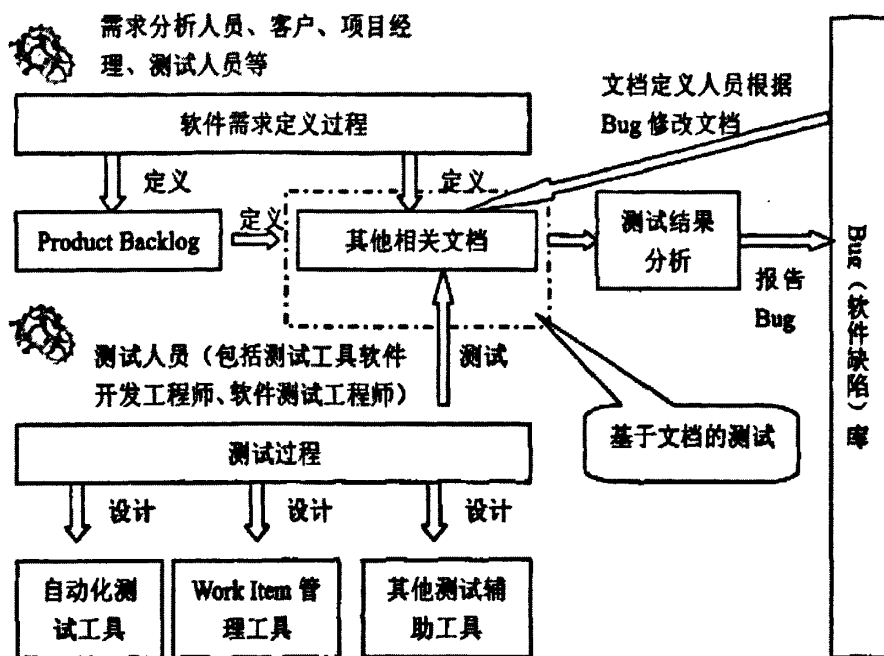 需求分析人员、客户、项目经
理、测试人员等
软件需求定义过程
文档定义人员根据
Bug 修改文档
定义
定义
Product Backlog
定义
其他相关文档
测试结果
分析
报告
Bug
Bug（软件缺陷）库
测试人员（包括测试工具软件
开发工程师、软件测试工程师）
测试
基于文档的测试
测试过程
设计
设计
设计
自动化测
试工具
Work Item 管
理工具
其他测试辅
助工具